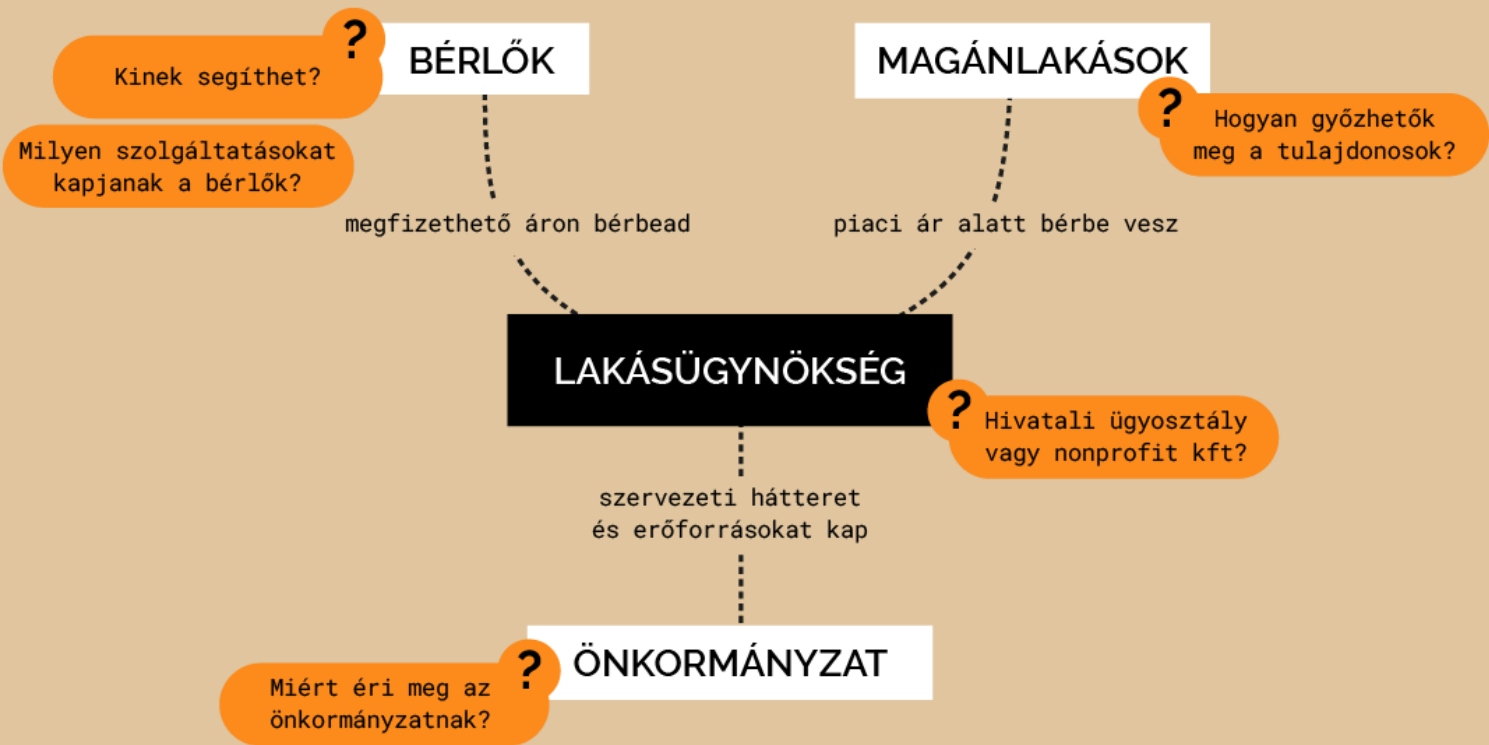 ?
BÉRLŐK
MAGÁNLAKÁSOK
Kinek segíthet?
?
Hogyan győzhetők
meg a tulajdonosok?
Milyen szolgáltatásokat
kapjanak a bérlők?
megfizethető áron bérbead
piaci ár alatt bérbe vesz
LAKÁSÜGYNÖKSÉG
?
Hivatali ügyosztály
vagy nonprofit kft?
szervezeti hátteret
és erőforrásokat kap
?
ÖNKORMÁNYZAT
Miért éri meg az
önkormányzatnak?